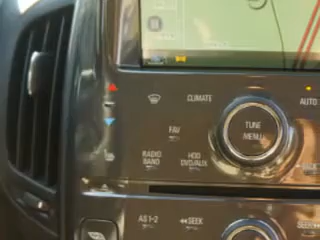 CLIMATE
AUTO
TUNE
MENU
FAV
RADIO HDD
BAND DVD/AUX
AS 1-2 SEEK